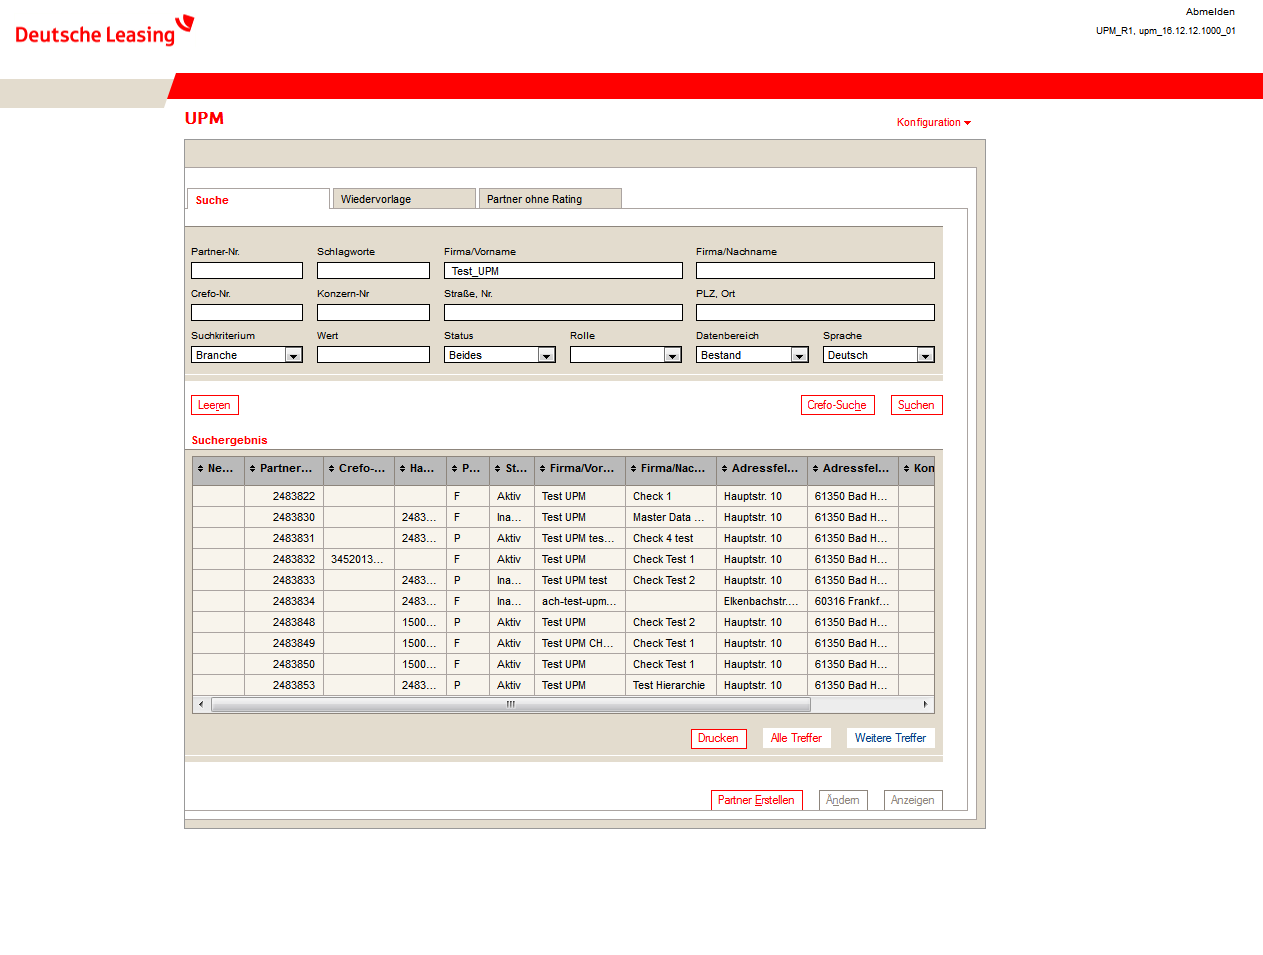 Abmelden
Deutsche Leasing
UPM_R1, upm_16.12.12.1000_01
UPM
Konfiguration
Suche Wiedervorlage Partner ohne Rating
Partner-Nr. Schlagworte Firma/Vorname Firma/Nachname
Test_UPM
Crefo-Nr. Konzern-Nr Straße, Nr. PLZ, Ort
Suchkriterium Wert Status Rolle Datenbereich Sprache
Branche Beides Bestand Deutsch
Leeren Crefo-Suche Suchen
Suchergebnis
Ne... Partner... Crefo-... Ha... P... St... Firma/Vor... Firma/Nac... Adressfel... Adressfel... Kon
2483822 F Aktiv Test UPM Check 1 Hauptstr. 10 61350 Bad H...
2483830 2483... F Ina... Test UPM Master Data ... Hauptstr. 10 61350 Bad H...
2483831 2483... P Aktiv Test UPM tes... Check 4 test Hauptstr. 10 61350 Bad H...
2483832 3452013... F Aktiv Test UPM Check Test 1 Hauptstr. 10 61350 Bad H...
2483833 2483... P Ina... Test UPM test Check Test 2 Hauptstr. 10 61350 Bad H...
2483834 2483... F Ina... ach-test-upm... Elkenbachstr.... 60316 Frankf...
2483848 1500... P Aktiv Test UPM Check Test 2 Hauptstr. 10 61350 Bad H...
2483849 1500... F Aktiv Test UPM CH... Check Test 1 Hauptstr. 10 61350 Bad H...
2483850 1500... F Aktiv Test UPM Check Test 1 Hauptstr. 10 61350 Bad H...
2483853 2483... P Aktiv Test UPM Test Hierarchie Hauptstr. 10 61350 Bad H...
Drucken Alle Treffer Weitere Treffer
Partner Erstellen Ändern Anzeigen